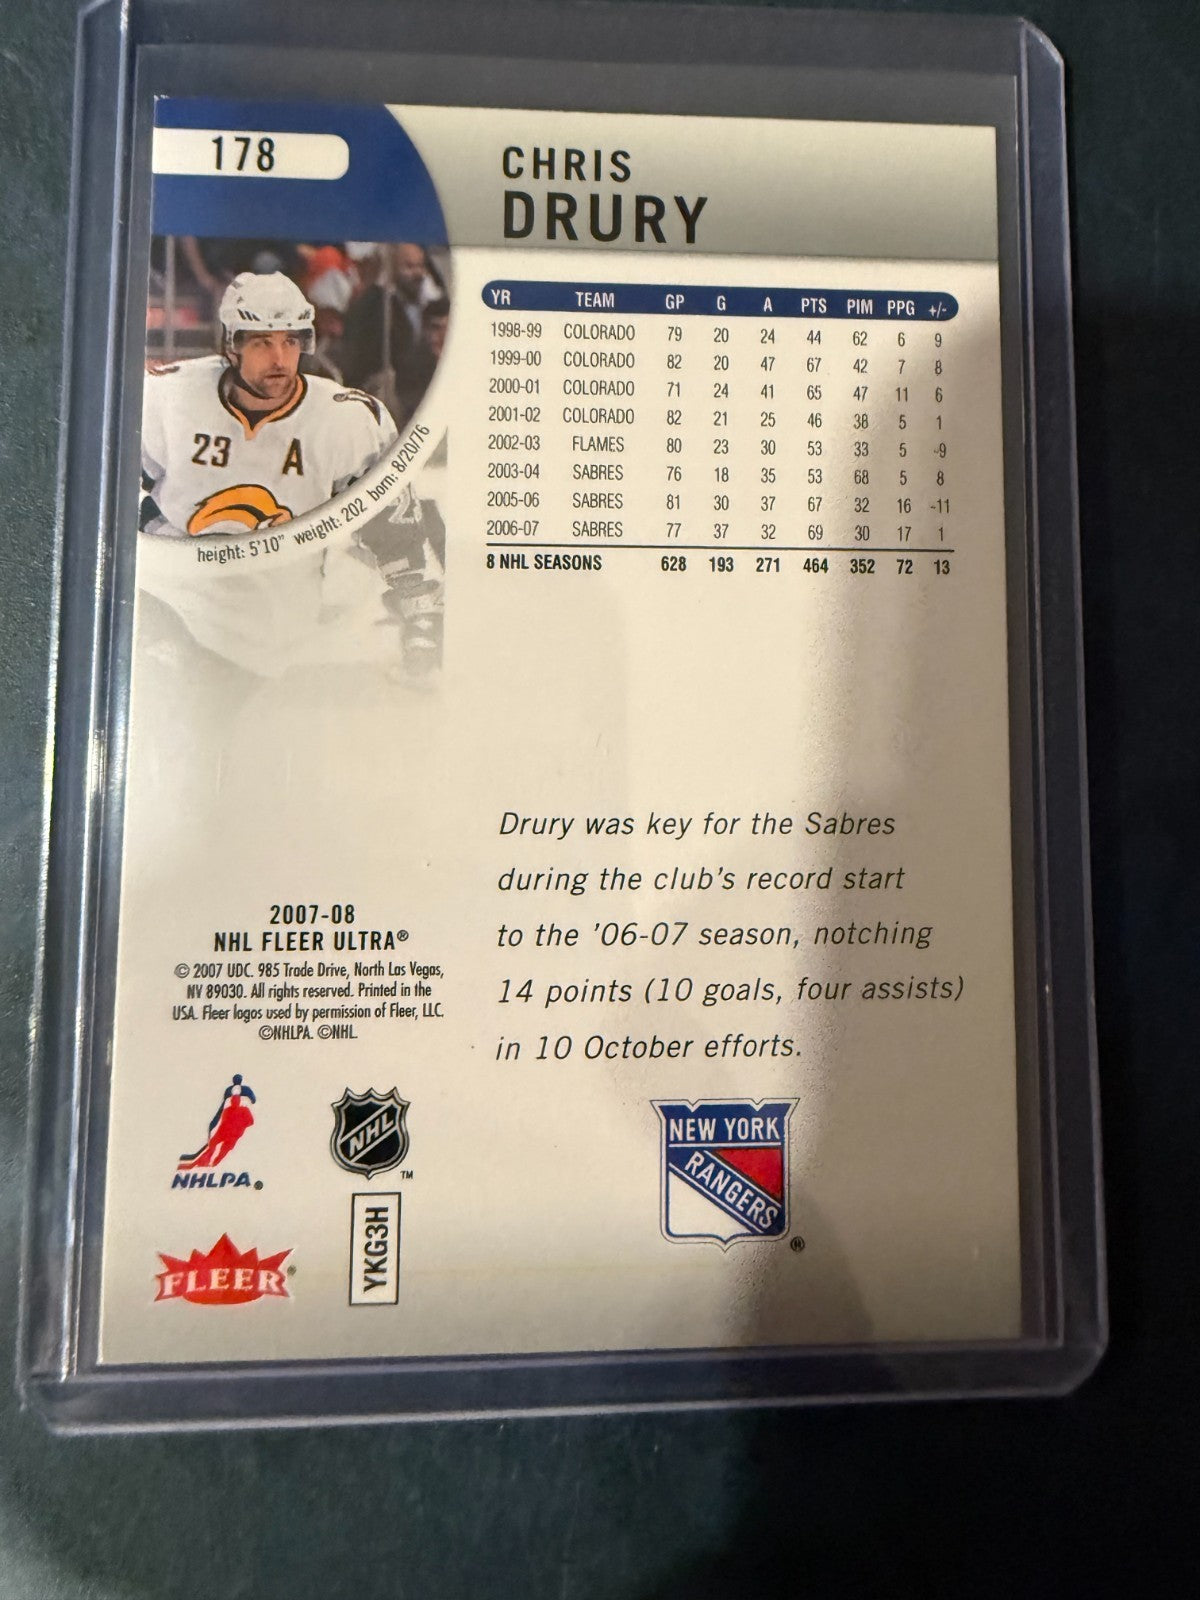 178
CHRIS
DRURY
YR TEAM GP G A PTS PIM PPG +/-
1998-99 COLORADO 79 20 24 44 62 6 9
1999-00 COLORADO 82 20 47 67 42 7 8
2000-01 COLORADO 71 24 41 65 47 11 6
2001-02 COLORADO 82 21 25 46 38 5 1
2002-03 FLAMES 80 23 30 53 33 5 -9
2003-04 SABRES 76 18 35 53 68 5 8
2005-06 SABRES 81 30 37 67 32 16 -11
2006-07 SABRES 77 37 32 69 30 17 1
8 NHL SEASONS 628 193 271 464 352 72 13
23 A
height: 5'10" weight: 202 born: 8/20/76
Drury was key for the Sabres
during the club's record start
to the '06-07 season, notching
14 points (10 goals, four assists)
in 10 October efforts.
2007-08
NHL FLEER ULTRA®
© 2007 UDC. 985 Trade Drive, North Las Vegas,
NV 89030. All rights reserved. Printed in the
USA. Fleer logos used by permission of Fleer, LLC.
©NHLPA. ©NHL.
NHLPA®
NHL™
NEW YORK
RANGERS®
FLEER®
YKG3H